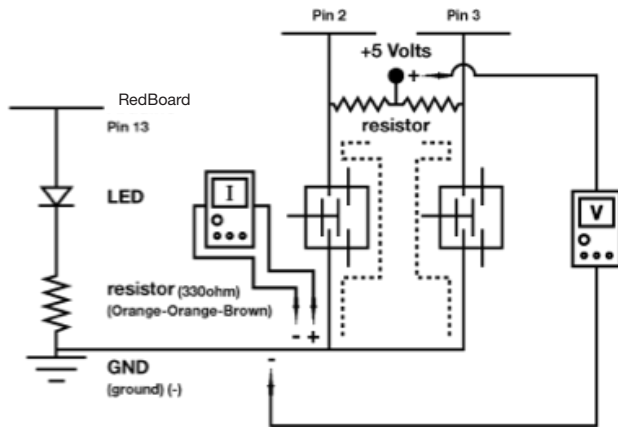 Pin 2
Pin 3
+5 Volts
+
RedBoard
resistor
Pin 13
I
LED
V
resistor (330ohm)
(Orange-Orange-Brown)
- +
GND
-
(ground) (-)